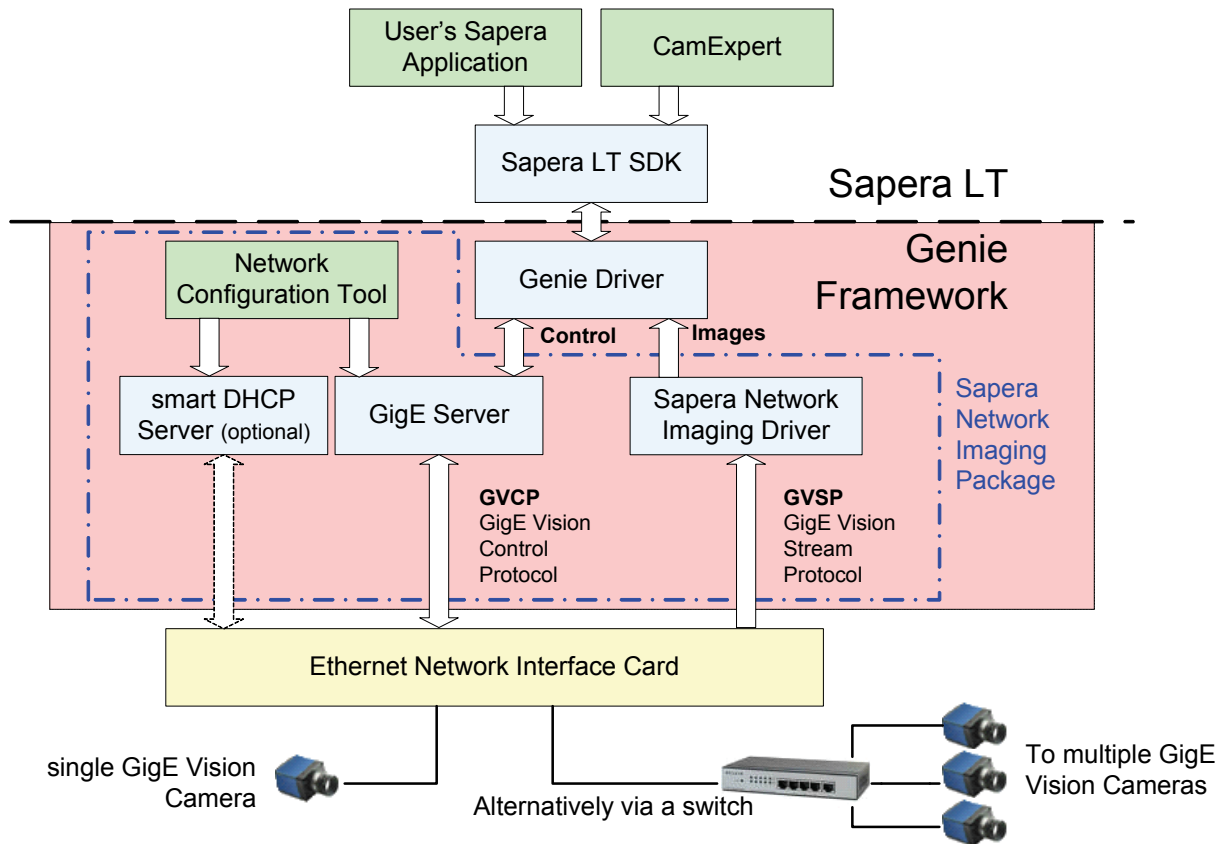 User's Sapera
Application
CamExpert
Sapera LT SDK
Sapera LT
Genie
Framework
Network
Configuration Tool
Genie Driver
Control
Images
smart DHCP
Server (optional)
GigE Server
Sapera Network
Imaging Driver
Sapera
Network
Imaging
Package
GVCP
GigE Vision
Control
Protocol
GVSP
GigE Vision
Stream
Protocol
Ethernet Network Interface Card
single GigE Vision
Camera
Alternatively via a switch
To multiple GigE
Vision Cameras